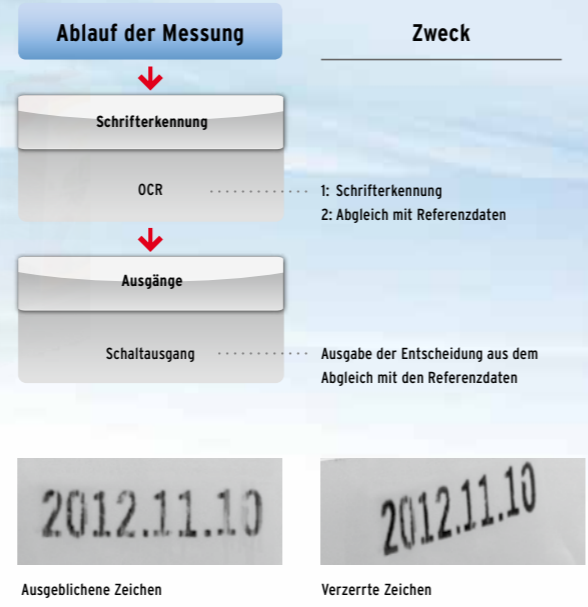 Ablauf der Messung
Zweck
Schrifterkennung
OCR
1: Schrifterkennung
2: Abgleich mit Referenzdaten
Ausgänge
Schaltausgang
Ausgabe der Entscheidung aus dem
Abgleich mit den Referenzdaten
2012.11.10
2012.11.10
Ausgeblichene Zeichen
Verzerrte Zeichen